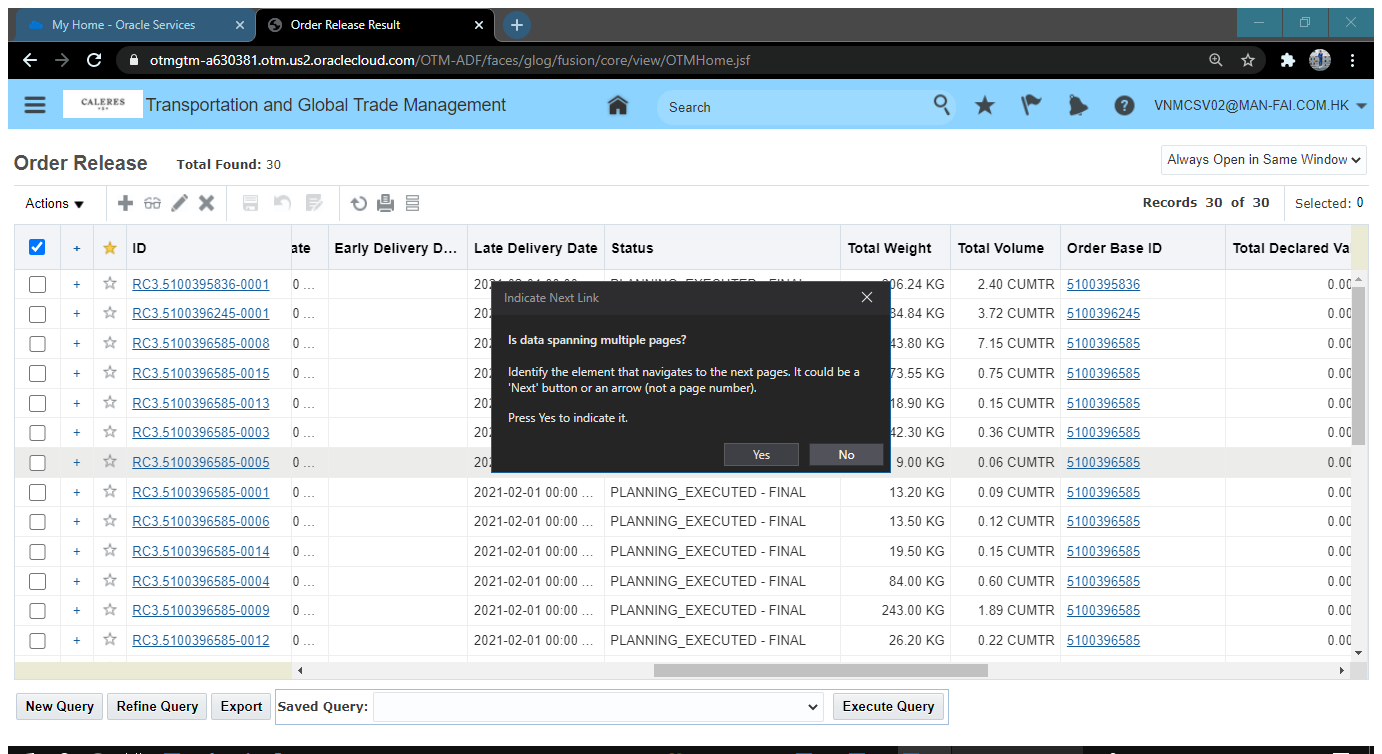 My Home - Oracle Services
Order Release Result
otmgtm-a630381.otm.us2.oraclecloud.com/OTM-ADF/faces/glog/fusion/core/view/OTMHome.jsf
CALERES Transportation and Global Trade Management Search VNMCSV02@MAN-FAI.COM.HK
Order Release Total Found: 30 Always Open in Same Window
Actions Records 30 of 30 Selected: 0
+ ID ate Early Delivery D... Late Delivery Date Status Total Weight Total Volume Order Base ID Total Declared Va
+ RC3.5100395836-0001 0 ... 06.24 KG 2.40 CUMTR 5100395836 0.00
+ RC3.5100396245-0001 0 ... 202 34.84 KG 3.72 CUMTR 5100396245 0.00
+ RC3.5100396585-0008 0 ... 202 43.80 KG 7.15 CUMTR 5100396585 0.00
+ RC3.5100396585-0015 0 ... 202 73.55 KG 0.75 CUMTR 5100396585 0.00
+ RC3.5100396585-0013 0 ... 202 18.90 KG 0.15 CUMTR 5100396585 0.00
+ RC3.5100396585-0003 0 ... 202 42.30 KG 0.36 CUMTR 5100396585 0.00
+ RC3.5100396585-0005 0 ... 202 9.00 KG 0.06 CUMTR 5100396585 0.00
+ RC3.5100396585-0001 0 ... 2021-02-01 00:00 ... PLANNING_EXECUTED - FINAL 13.20 KG 0.09 CUMTR 5100396585 0.00
+ RC3.5100396585-0006 0 ... 2021-02-01 00:00 ... PLANNING_EXECUTED - FINAL 13.50 KG 0.12 CUMTR 5100396585 0.00
+ RC3.5100396585-0014 0 ... 2021-02-01 00:00 ... PLANNING_EXECUTED - FINAL 19.50 KG 0.15 CUMTR 5100396585 0.00
+ RC3.5100396585-0004 0 ... 2021-02-01 00:00 ... PLANNING_EXECUTED - FINAL 84.00 KG 0.60 CUMTR 5100396585 0.00
+ RC3.5100396585-0009 0 ... 2021-02-01 00:00 ... PLANNING_EXECUTED - FINAL 243.00 KG 1.89 CUMTR 5100396585 0.00
+ RC3.5100396585-0012 0 ... 2021-02-01 00:00 ... PLANNING_EXECUTED - FINAL 26.20 KG 0.22 CUMTR 5100396585 0.00
Indicate Next Link
Is data spanning multiple pages?
Identify the element that navigates to the next pages. It could be a
'Next' button or an arrow (not a page number).
Press Yes to indicate it.
Yes No
New Query Refine Query Export Saved Query: Execute Query